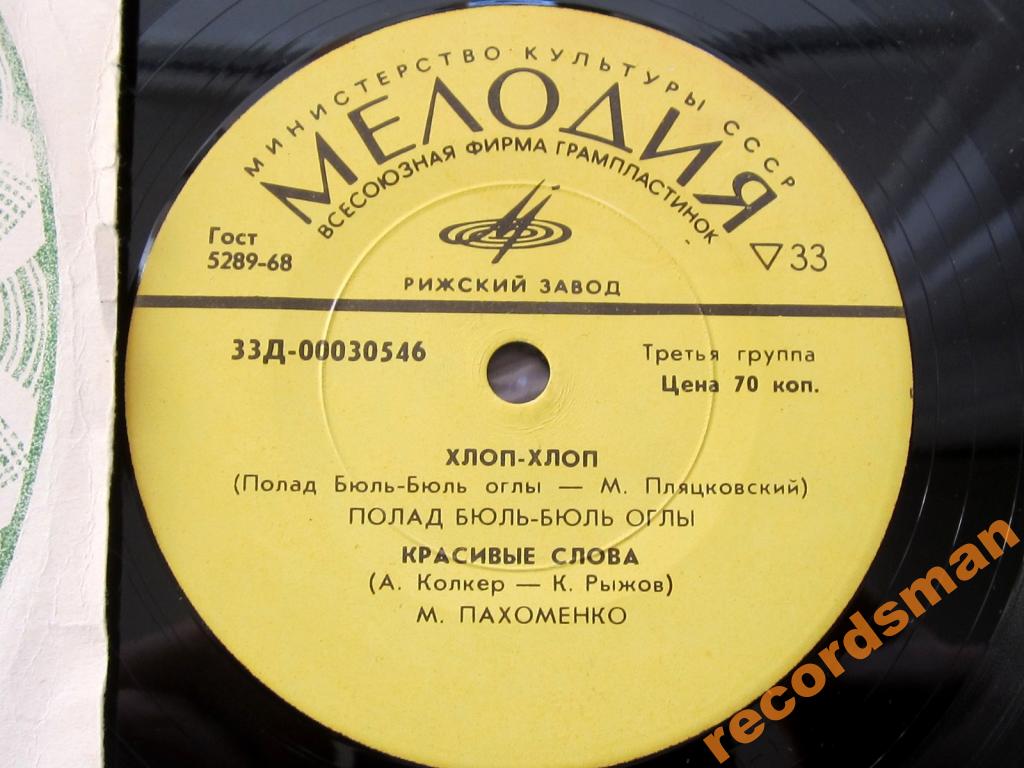 МИНИСТЕРСТВО КУЛЬТУРЫ СССР
МЕЛОДИЯ
ВСЕСОЮЗНАЯ ФИРМА ГРАМПЛАСТИНОК
Гост
5289-68
33
РИЖСКИЙ ЗАВОД
33Д-00030546
Третья группа
Цена 70 коп.
ХЛОП-ХЛОП
(Полад Бюль-Бюль оглы — М. Пляцковский)
ПОЛАД БЮЛЬ-БЮЛЬ ОГЛЫ
КРАСИВЫЕ СЛОВА
(А. Колкер — К. Рыжов)
М. ПАХОМЕНКО
recordsman